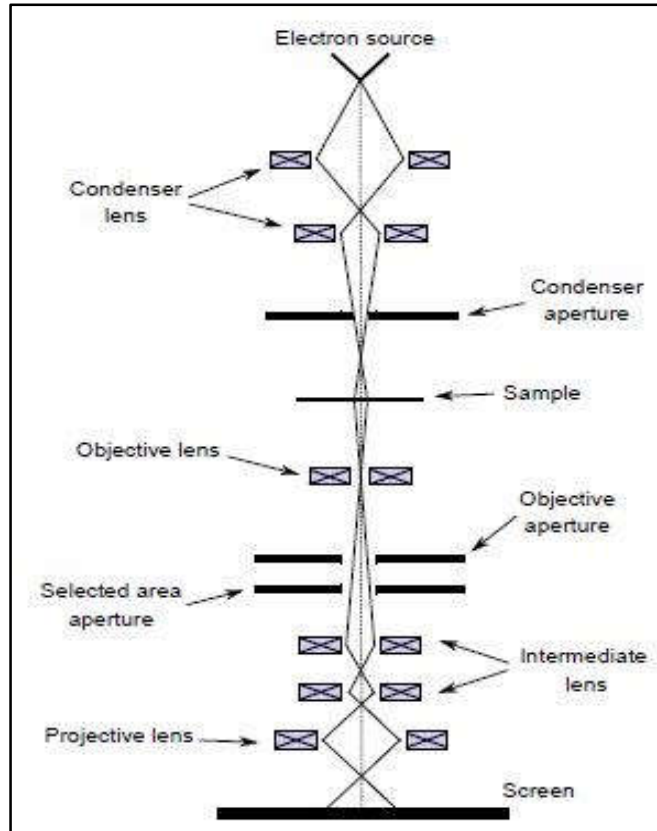 Electron source
Condenser
lens
Condenser
aperture
Sample
Objective lens
Objective
aperture
Selected area
aperture
Intermediate
lens
Projective lens
Screen